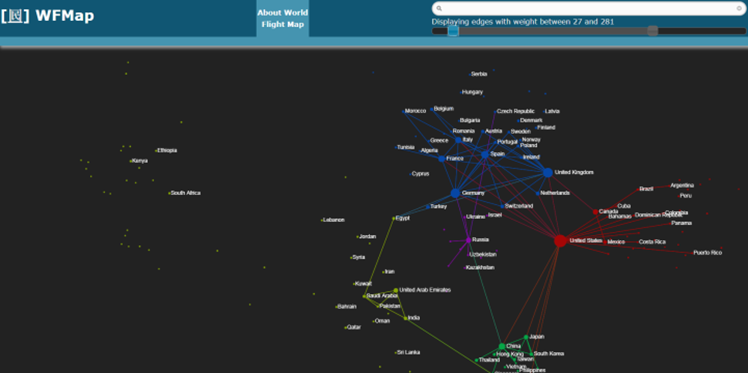 WFMap
About World
Flight Map
Displaying edges with weight between 27 and 281
Serbia
Hungary
Morocco
Belgium
Czech Republic
Latvia
Bulgaria
Denmark
Finland
Romania
Austria
Sweden
Greece
Italy
Portugal
Norway
Poland
Tunisia
Algeria
France
Spain
Ireland
Ethiopia
Kenya
Cyprus
United Kingdom
South Africa
Germany
Netherlands
Brazil
Argentina
Peru
Turkey
Switzerland
Cuba
Lebanon
Egypt
Ukraine
Israel
Canada
Bahamas
Dominican Republic
Colombia
Panama
Jordan
Russia
United States
Mexico
Costa Rica
Syria
Uzbekistan
Puerto Rico
Iran
Kazakhstan
Kuwait
Saudi Arabia
United Arab Emirates
Bahrain
Pakistan
Oman
India
Qatar
Japan
China
Sri Lanka
Hong Kong
South Korea
Thailand
Taiwan
Vietnam
Philippines